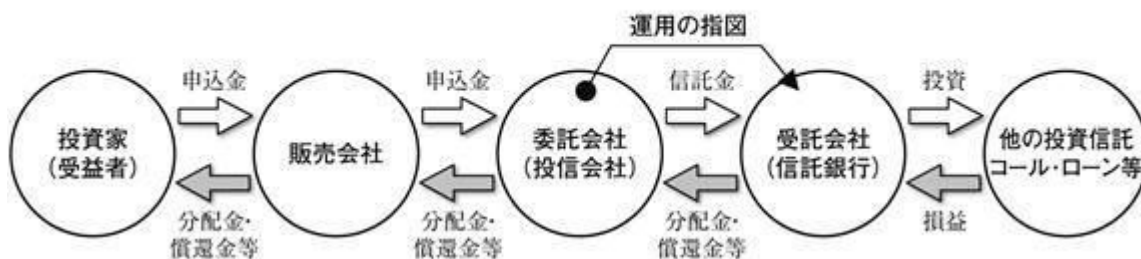 運用の指図
申込金
申込金
信託金
投資
投資家
(受益者)
販売会社
委託会社
(投信会社)
受託会社
(信託銀行)
他の投資信託
コール・ローン等
分配金・
償還金等
分配金・
償還金等
分配金・
償還金等
損益